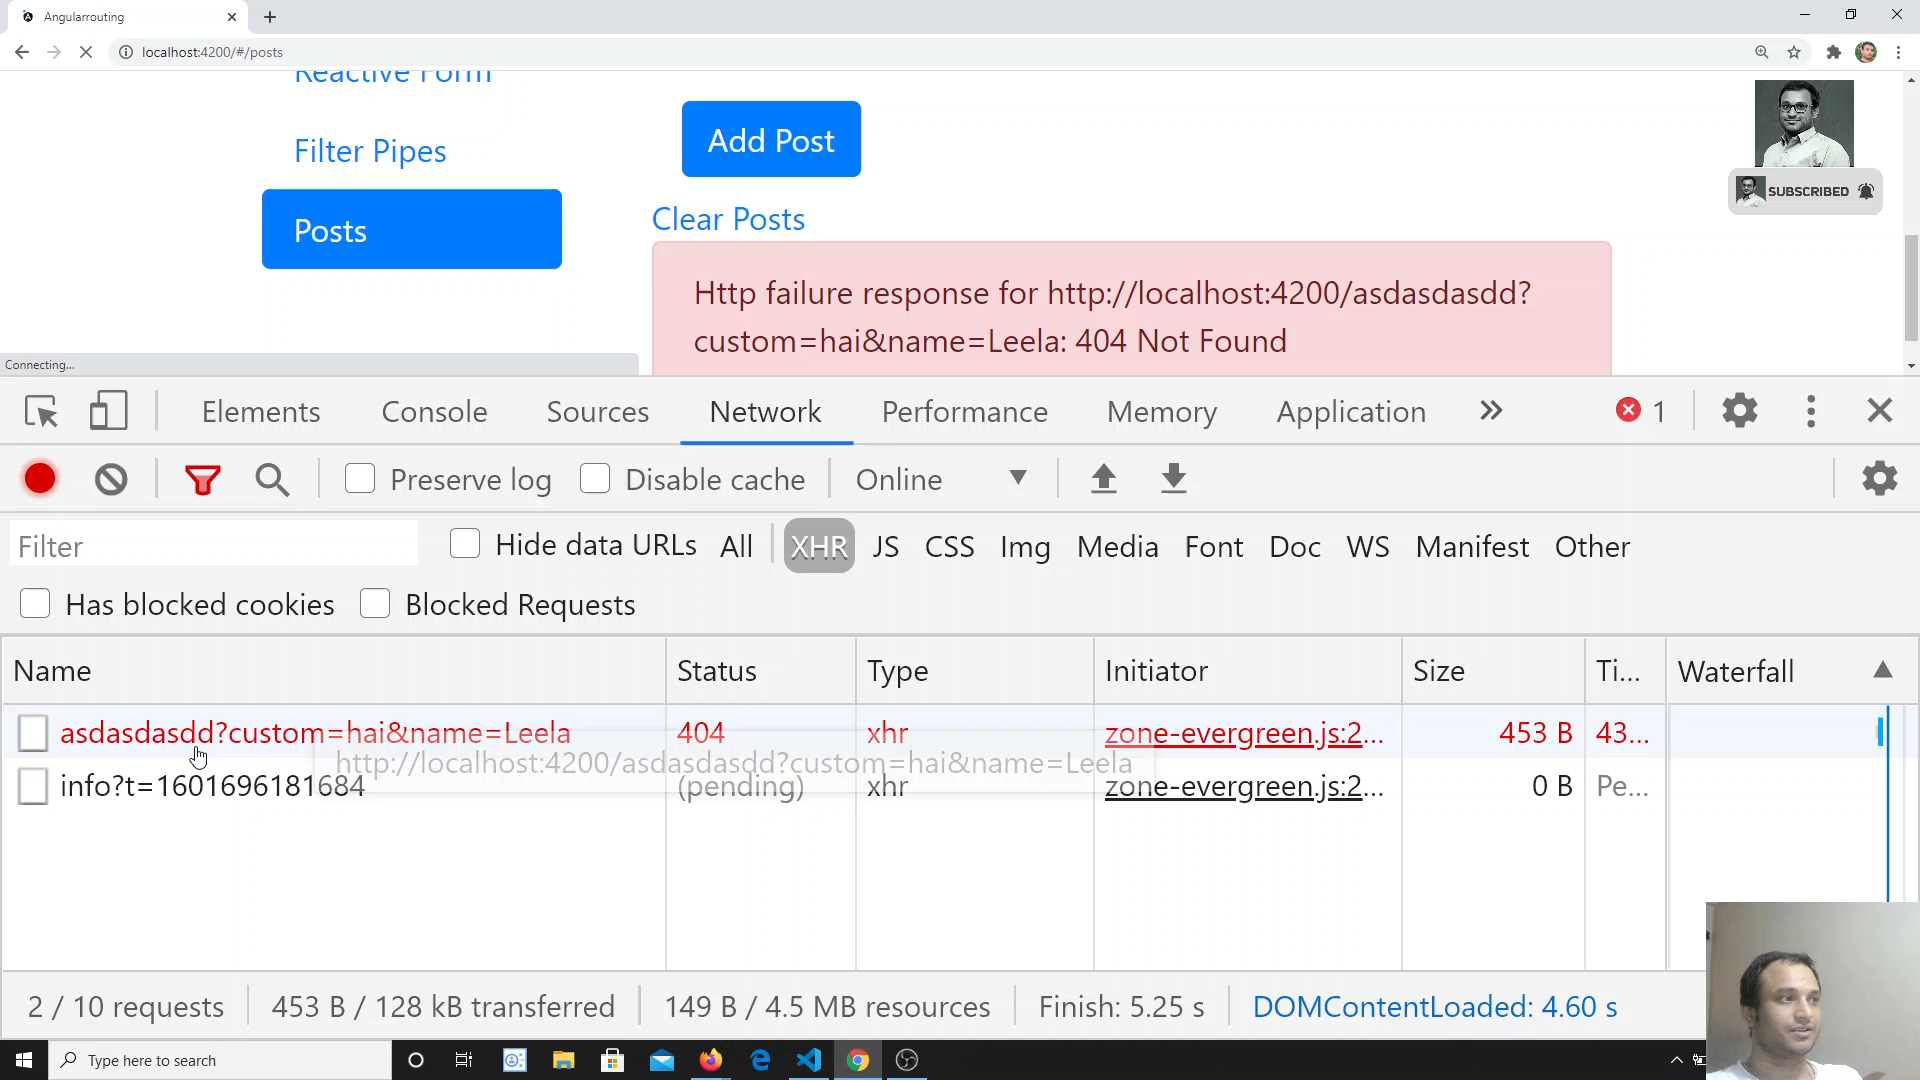 Angularrouting
localhost:4200/#/posts
Reactive Form
Filter Pipes
Posts
Add Post
Clear Posts
Http failure response for http://localhost:4200/asdasdasdd?
custom=hai&name=Leela: 404 Not Found
SUBSCRIBED
Connecting...
Elements Console Sources Network Performance Memory Application 1
Preserve log Disable cache Online
Filter Hide data URLs All XHR JS CSS Img Media Font Doc WS Manifest Other
Has blocked cookies Blocked Requests
Name Status Type Initiator Size Ti... Waterfall
asdasdasdd?custom=hai&name=Leela 404 xhr zone-evergreen.js:2... 453 B 43...
http://localhost:4200/asdasdasdd?custom=hai&name=Leela
info?t=1601696181684 (pending) xhr zone-evergreen.js:2... 0 B Pe...
2 / 10 requests 453 B / 128 kB transferred 149 B / 4.5 MB resources Finish: 5.25 s DOMContentLoaded: 4.60 s
Type here to search